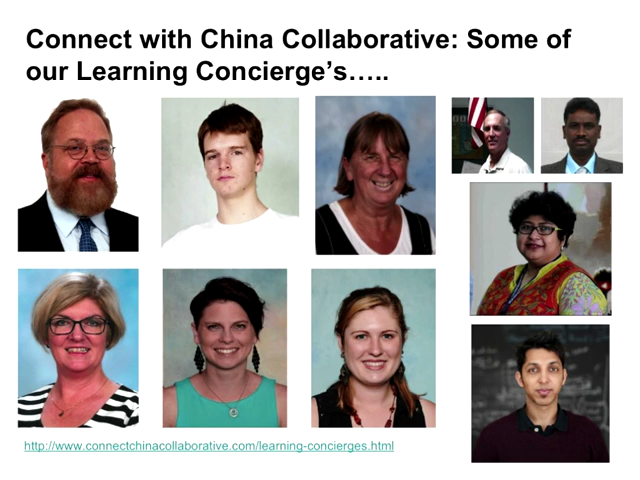 Connect with China Collaborative: Some of
our Learning Concierge’s…..
http://www.connectchinacollaborative.com/learning-concierges.html